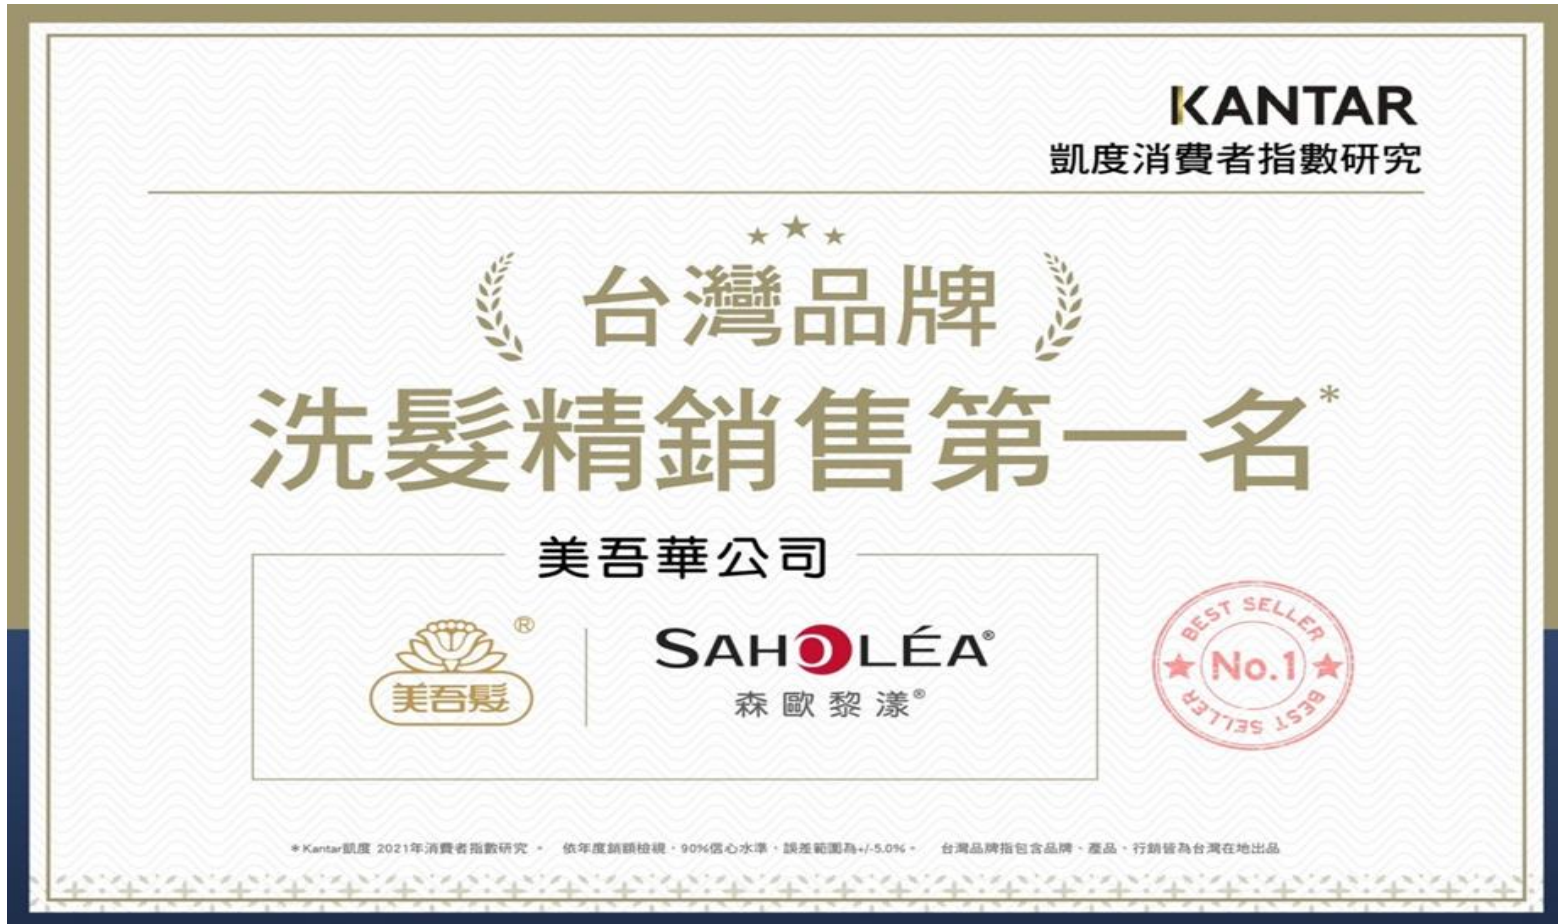 KANTAR
凱度消費者指數研究
台灣品牌
洗髮精銷售第一名*
美吾華公司
®
美吾髮
SAHOLÉA®
森歐黎漾®
BEST SELLER
No.1
BEST SELLER
*Kantar凱度 2021年消費者指數研究。 依年度銷額檢視,90%信心水準,誤差範圍為+/-5.0%。 台灣品牌指包含品牌、產品、行銷皆為台灣在地出品